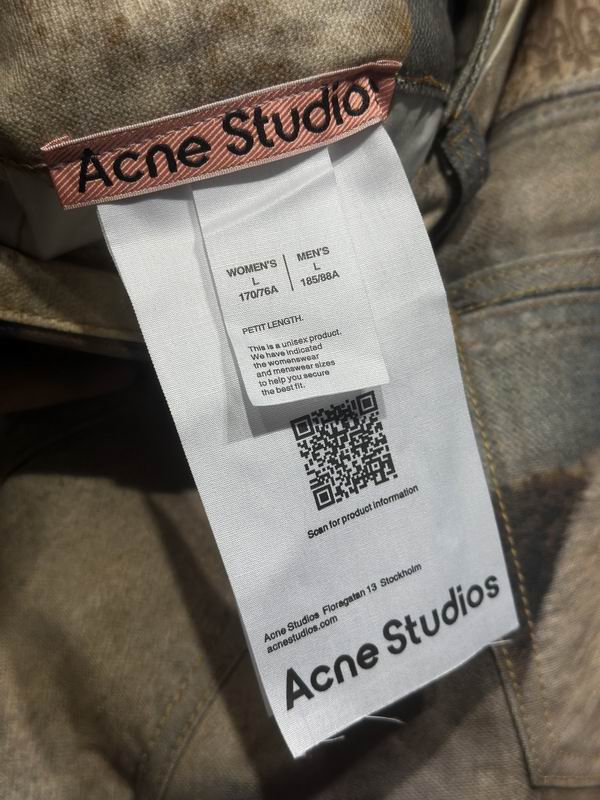 Acne Studios
WOMEN'S
L
170/76A
MEN'S
L
185/88A
PETIT LENGTH.
This is a unisex product.
We have indicated
the womenswear
and menswear sizes
to help you secure
the best fit.
Scan for product information
Acne Studios Floragatan 13 Stockholm
acnestudios.com
Acne Studios